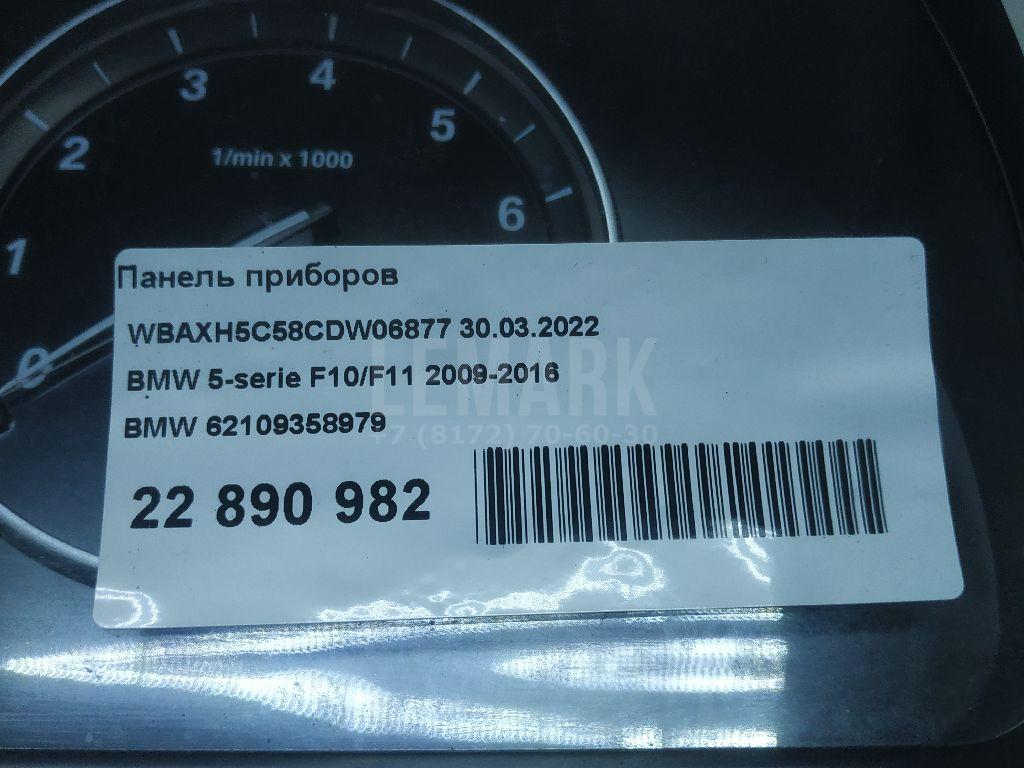 3 4
2 5
1/min x 1000
6
1
0
Панель приборов
WBAXH5C58CDW06877 30.03.2022
BMW 5-serie F10/F11 2009-2016
LEMARK
BMW 62109358979
+7 (8172) 70-60-30
22 890 982